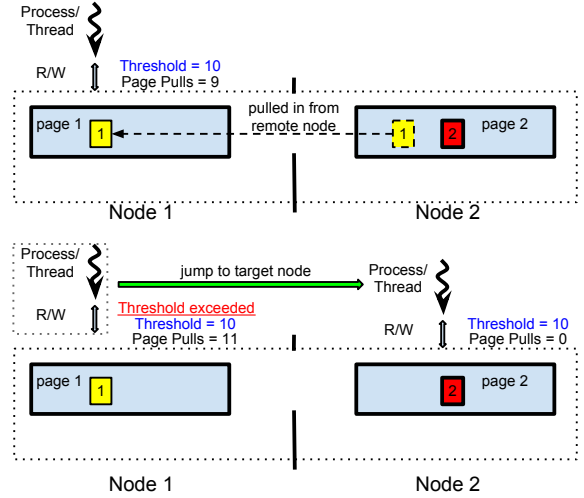 Process/
Thread
R/W
Threshold = 10
Page Pulls = 9
page 1
1
pulled in from
remote node
1
2
page 2
Node 1
Node 2
Process/
Thread
jump to target node
Process/
Thread
R/W
Threshold exceeded
Threshold = 10
Page Pulls = 11
R/W
Threshold = 10
Page Pulls = 0
page 1
1
2
page 2
Node 1
Node 2